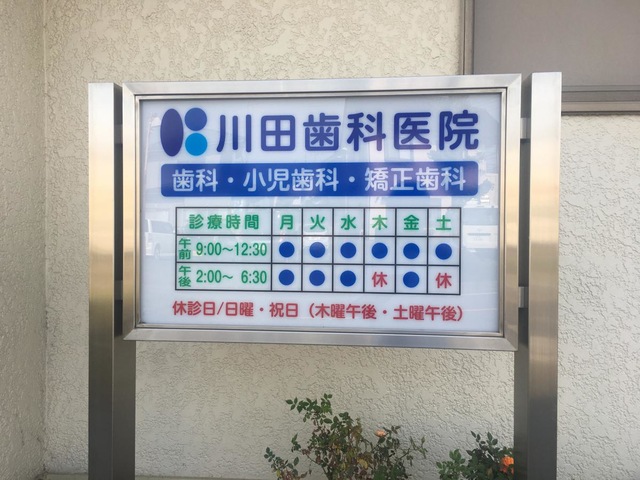 川田歯科医院
歯科・小児歯科・矯正歯科
診療時間 月 火 水 木 金 土
午前 9:00～12:30 ● ● ● ● ● ●
午後 2:00～ 6:30 ● ● ● 休 ● 休
休診日/日曜・祝日（木曜午後・土曜午後）